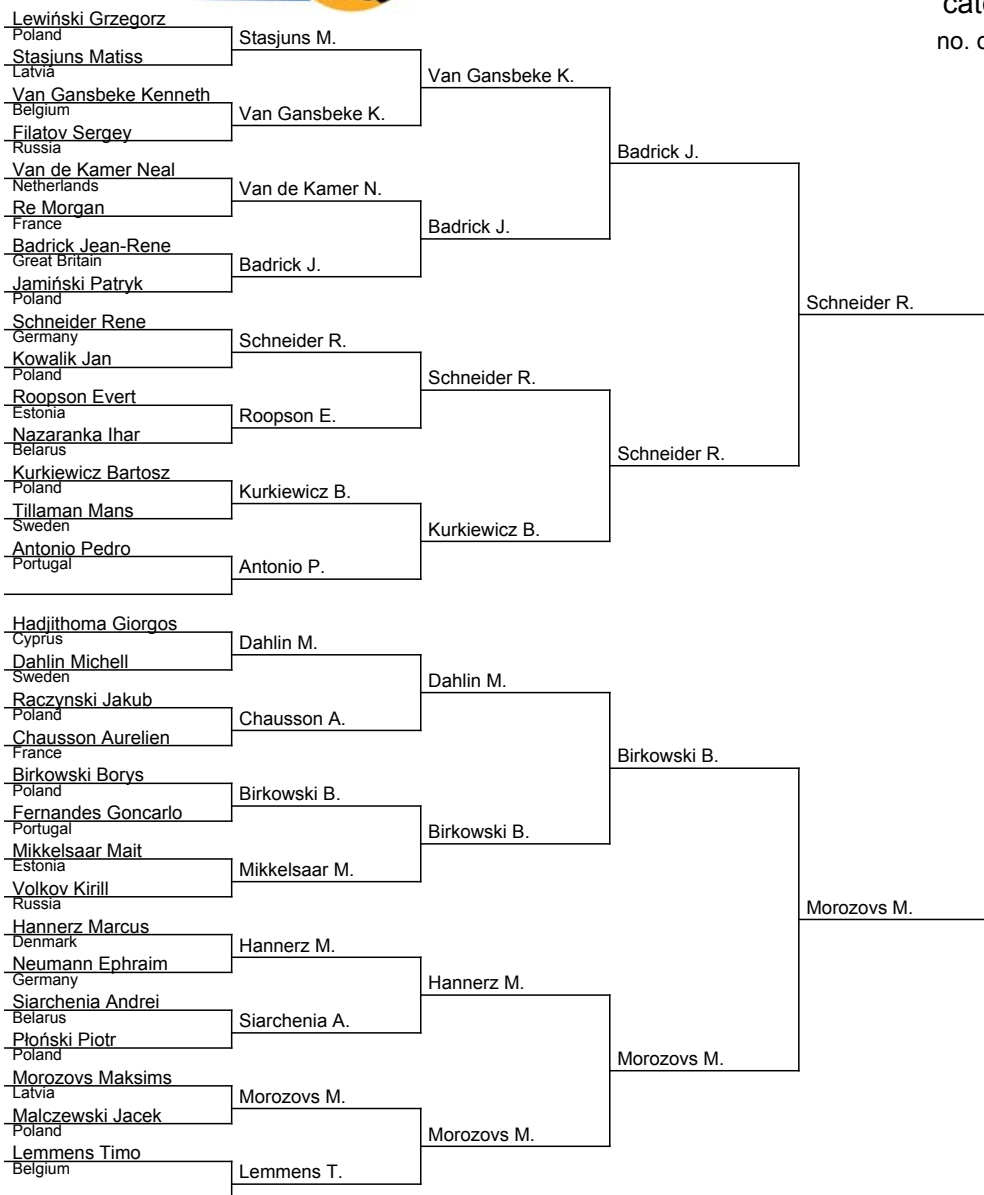 cat
no. c
Lewiński Grzegorz
Poland
Stasjuns Matiss
Latvia
Van Gansbeke Kenneth
Belgium
Filatov Sergey
Russia
Van de Kamer Neal
Netherlands
Re Morgan
France
Badrick Jean-Rene
Great Britain
Jamiński Patryk
Poland
Schneider Rene
Germany
Kowalik Jan
Poland
Roopson Evert
Estonia
Nazaranka Ihar
Belarus
Kurkiewicz Bartosz
Poland
Tillaman Mans
Sweden
Antonio Pedro
Portugal
Hadjithoma Giorgos
Cyprus
Dahlin Michell
Sweden
Raczynski Jakub
Poland
Chausson Aurelien
France
Birkowski Borys
Poland
Fernandes Goncarlo
Portugal
Mikkelsaar Mait
Estonia
Volkov Kirill
Russia
Hannerz Marcus
Denmark
Neumann Ephraim
Germany
Siarchenia Andrei
Belarus
Płoński Piotr
Poland
Morozovs Maksims
Latvia
Malczewski Jacek
Poland
Lemmens Timo
Belgium
Stasjuns M.
Van Gansbeke K.
Van de Kamer N.
Badrick J.
Schneider R.
Roopson E.
Kurkiewicz B.
Antonio P.
Dahlin M.
Chausson A.
Birkowski B.
Mikkelsaar M.
Hannerz M.
Siarchenia A.
Morozovs M.
Lemmens T.
Van Gansbeke K.
Badrick J.
Schneider R.
Kurkiewicz B.
Dahlin M.
Birkowski B.
Hannerz M.
Morozovs M.
Badrick J.
Schneider R.
Birkowski B.
Morozovs M.
Schneider R.
Morozovs M.